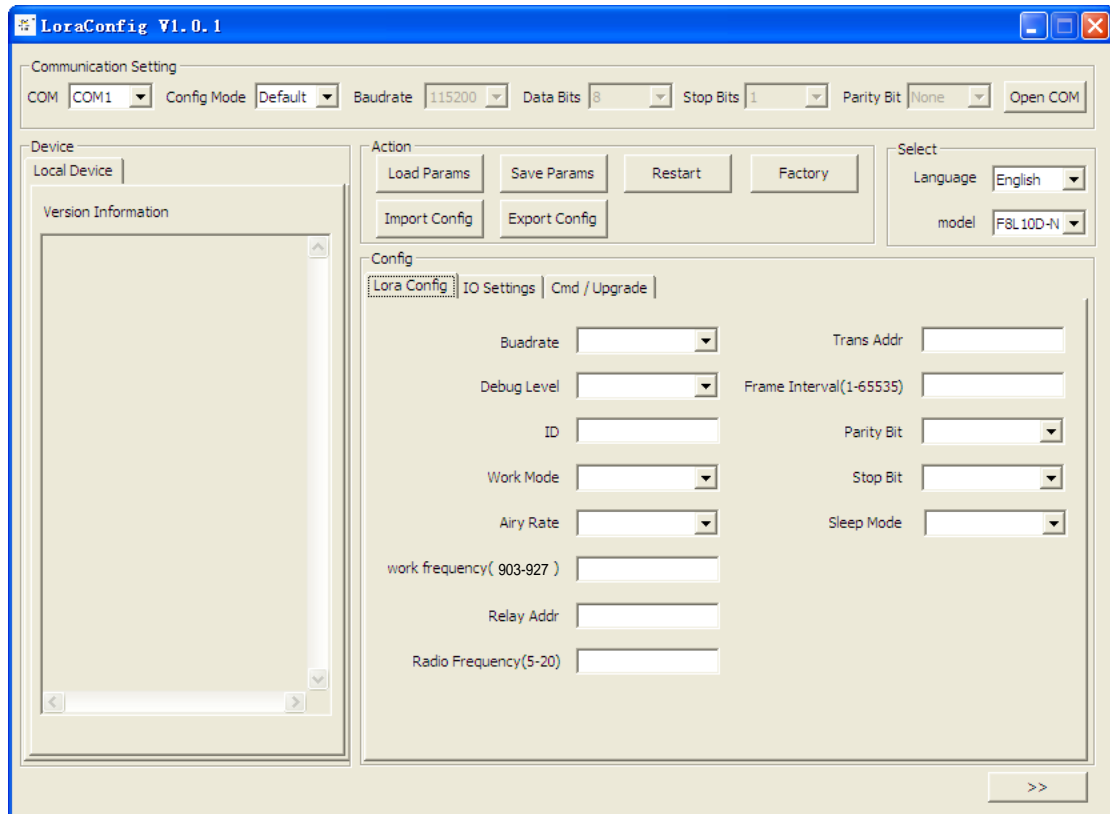 LoraConfig V1.0.1
Communication Setting
COM COM1 Config Mode Default Baudrate 115200 Data Bits 8 Stop Bits 1 Parity Bit None Open COM
Device
Local Device
Version Information
Action
Load Params Save Params Restart Factory
Import Config Export Config
Select
Language English
model F8L10D-N
Config
Lora Config IO Settings Cmd / Upgrade
Buadrate Trans Addr
Debug Level Frame Interval(1-65535)
ID Parity Bit
Work Mode Stop Bit
Airy Rate Sleep Mode
work frequency( 903-927 )
Relay Addr
Radio Frequency(5-20)
>>